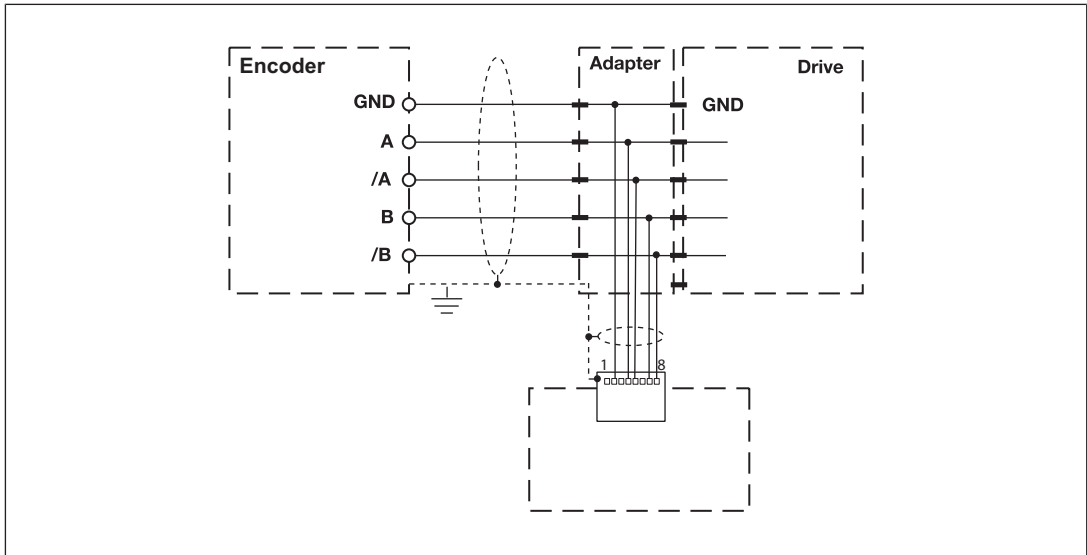 Encoder
Adapter
Drive
GND
GND
A
/A
B
/B
1
8